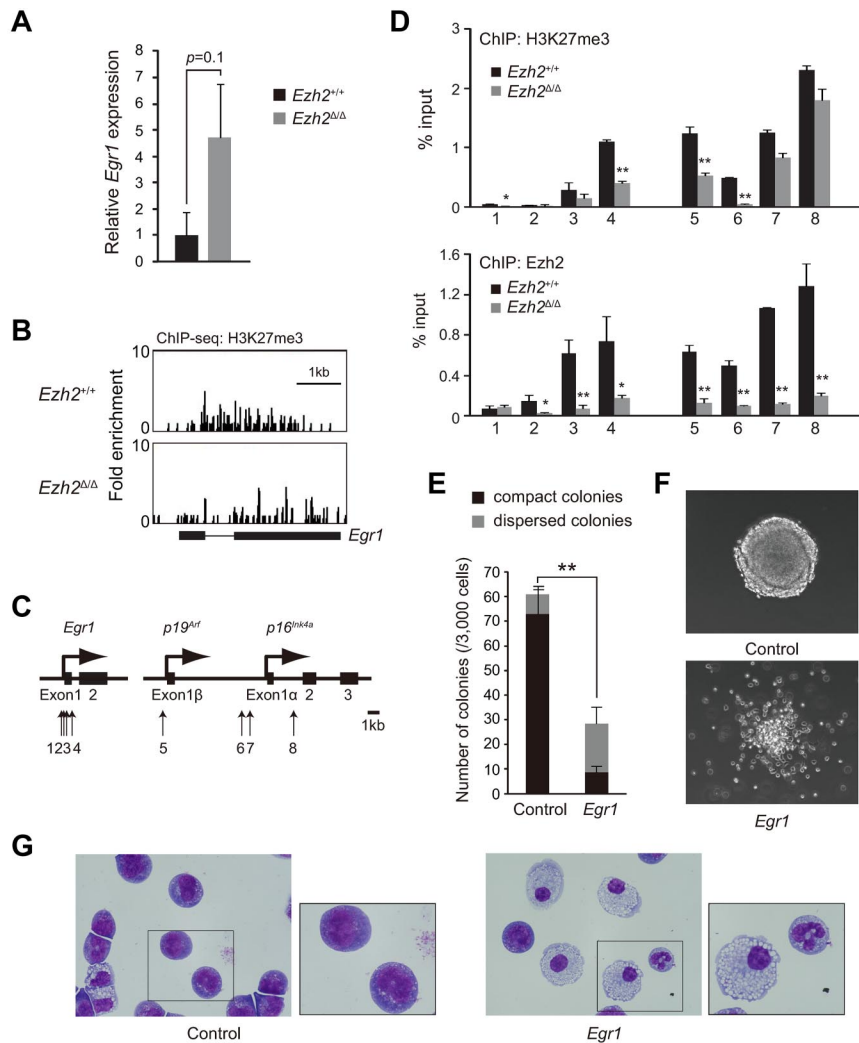 A
Relative Egr1 expression
8
7
6
5
4
3
2
1
0
p=0.1
Ezh2+/+
Ezh2Δ/Δ
B
ChIP-seq: H3K27me3
Fold enrichment
10
0
10
0
1kb
Ezh2+/+
Ezh2Δ/Δ
Egr1
C
Egr1 p19Arf p16Ink4a
Exon1 2 Exon1β Exon1α 2 3
1kb
1234 5 67 8
D
ChIP: H3K27me3
Ezh2+/+
Ezh2Δ/Δ
% input
3
2
1
0
* ** ** **
1 2 3 4 5 6 7 8
ChIP: Ezh2
Ezh2+/+
Ezh2Δ/Δ
% input
1.6
1.2
0.8
0.4
0
* ** * ** ** ** **
1 2 3 4 5 6 7 8
E
compact colonies
dispersed colonies
**
Number of colonies (/3,000 cells)
70
60
70
60
50
40
30
20
10
0
Control Egr1
F
Control
Egr1
G
Control Egr1